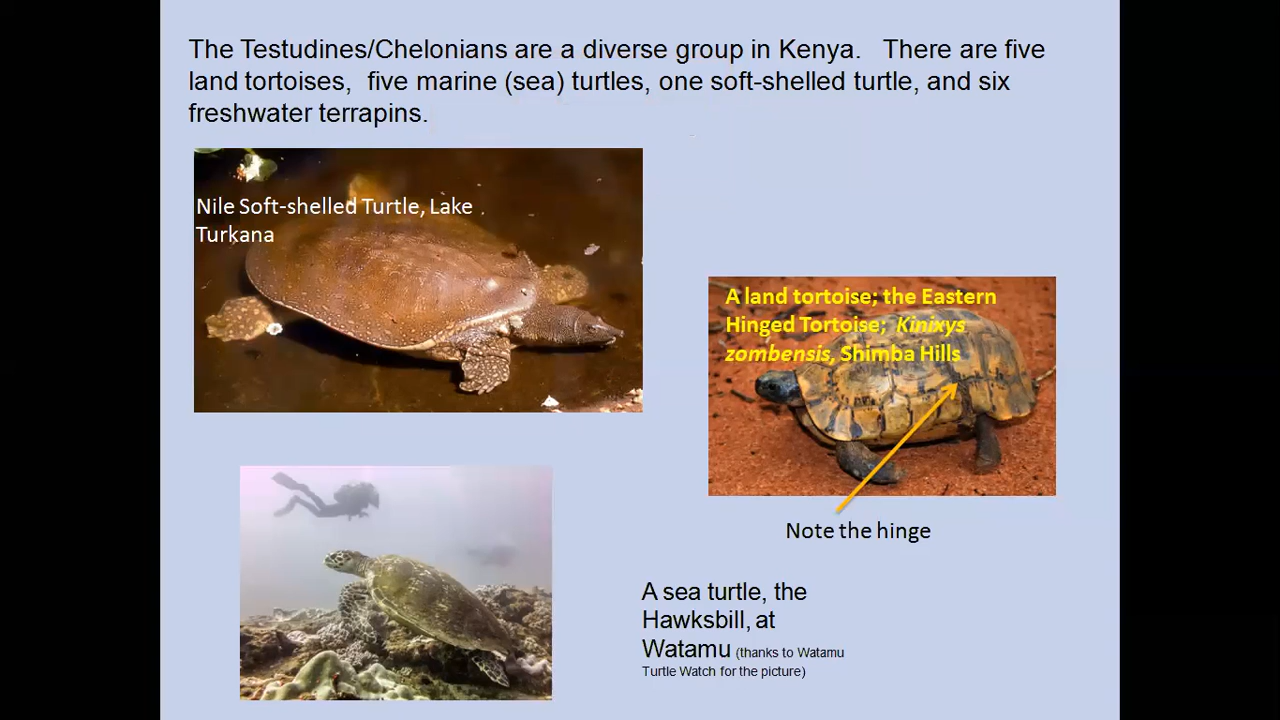 The Testudines/Chelonians are a diverse group in Kenya.   There are five
land tortoises,  five marine (sea) turtles, one soft-shelled turtle, and six
freshwater terrapins.
Nile Soft-shelled Turtle, Lake
Turkana
A land tortoise; the Eastern
Hinged Tortoise;  Kinixys
zombensis, Shimba Hills
Note the hinge
A sea turtle, the
Hawksbill, at
Watamu (thanks to Watamu
Turtle Watch for the picture)